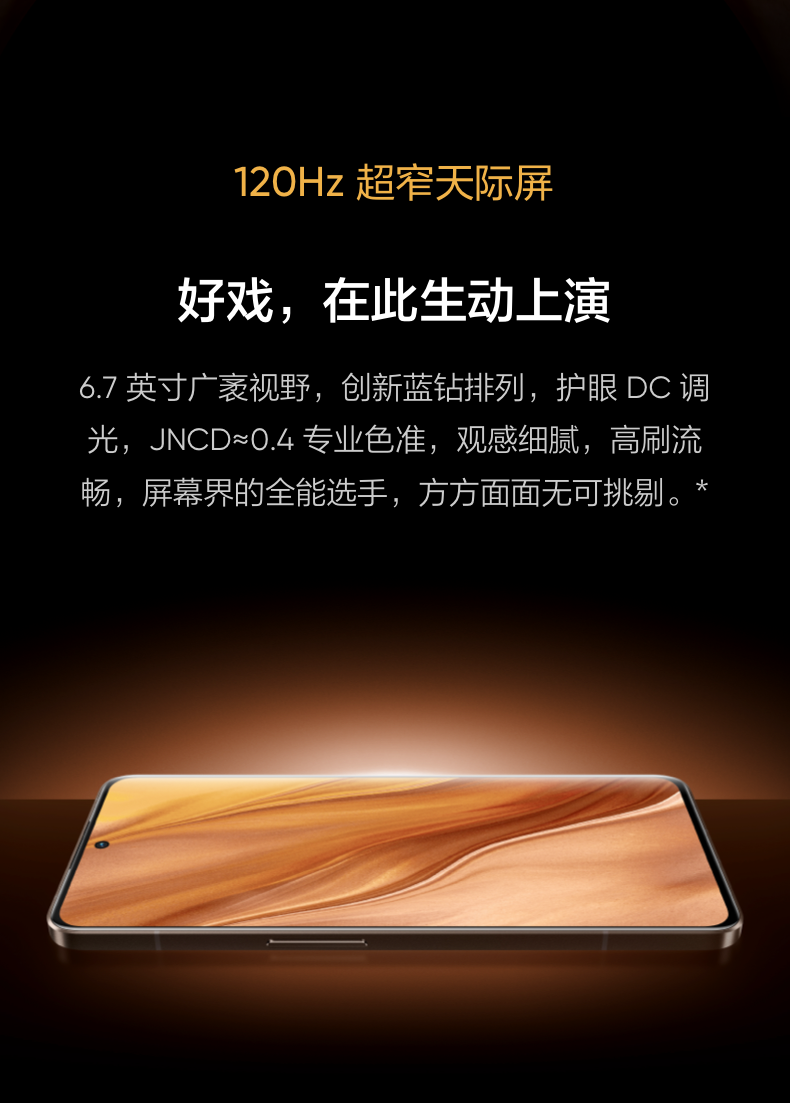 120Hz 超窄天际屏
好戏，在此生动上演
6.7 英寸广袤视野，创新蓝钻排列，护眼 DC 调
光，JNCD≈0.4 专业色准，观感细腻，高刷流
畅，屏幕界的全能选手，方方面面无可挑剔。*